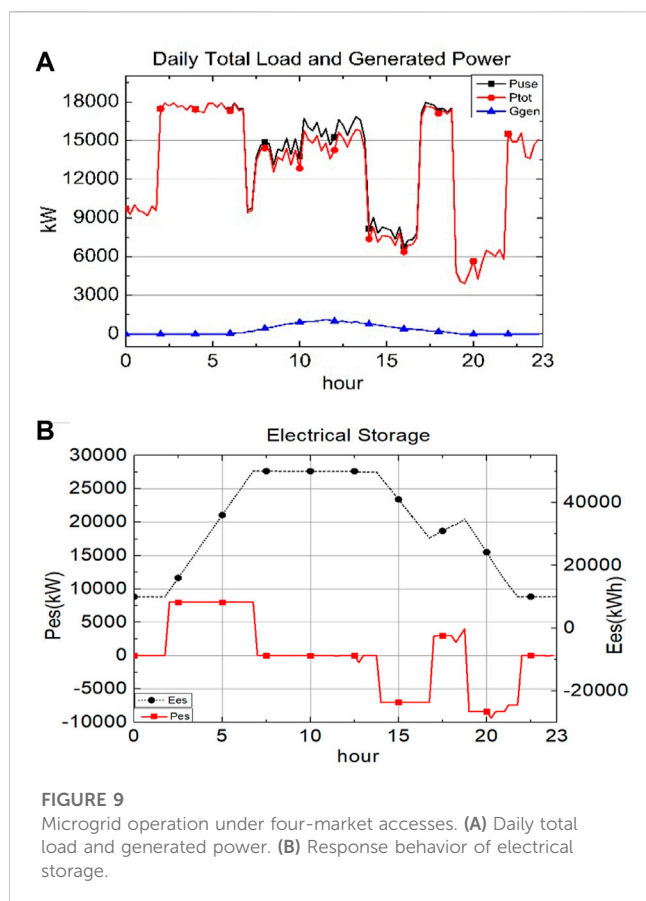 A
Daily Total Load and Generated Power
Puse
Ptot
Ggen
18000
15000
12000
9000
6000
3000
0
kW
0 5 10 15 20 23
hour
B
Electrical Storage
30000
25000
20000
15000
10000
5000
0
-5000
-10000
Pes(kW)
40000
20000
0
-20000
Ees(kWh)
Ees
Pes
0 5 10 15 20 23
hour
FIGURE 9
Microgrid operation under four-market accesses. (A) Daily total
load and generated power. (B) Response behavior of electrical
storage.